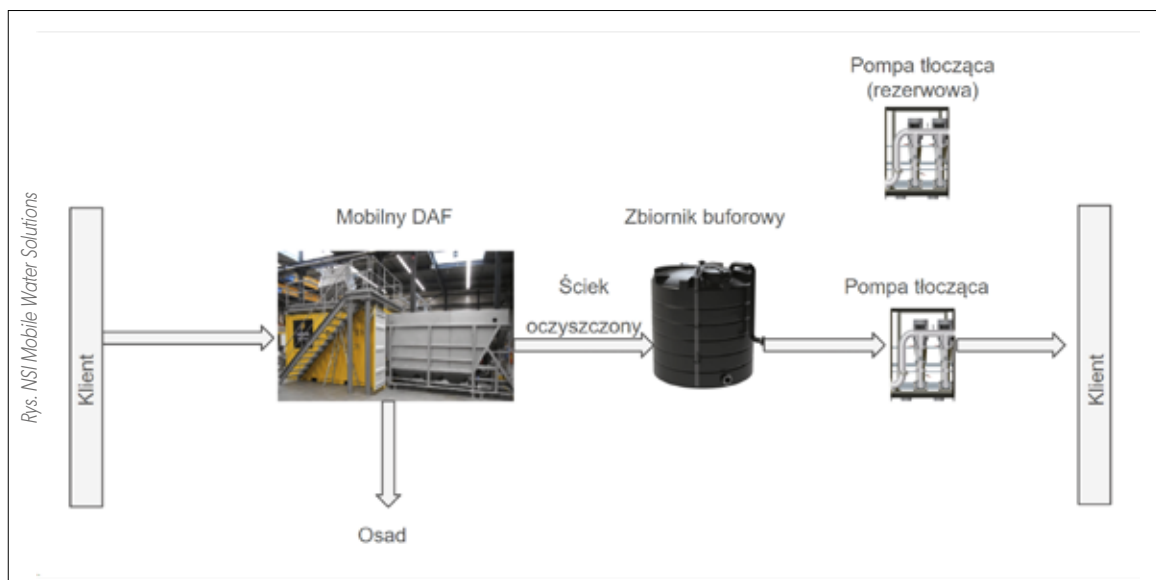 Pompa tłocząca
(rezerwowa)
Mobilny DAF
Zbiornik buforowy
Ściek
oczyszczony
Pompa tłocząca
Klient
Klient
Osad
Rys. NSI Mobile Water Solutions